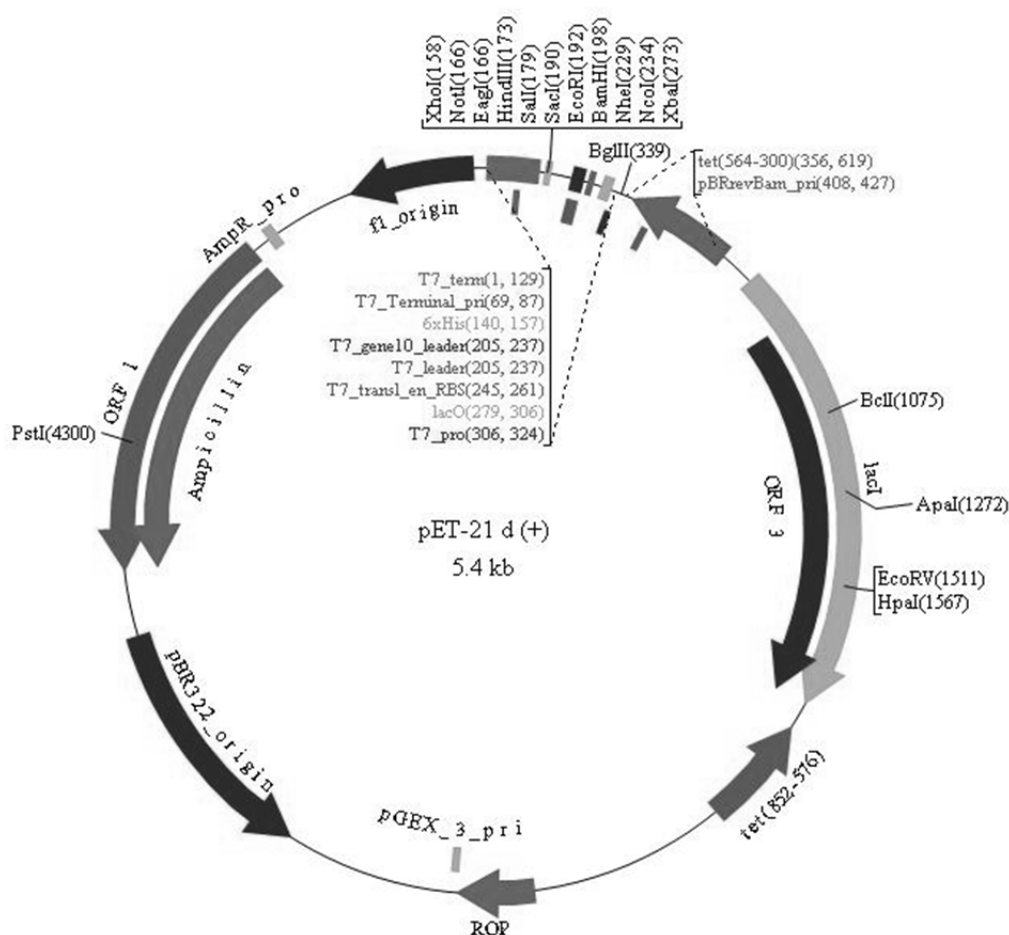 XhoI(158)
NotI(166)
EagI(166)
HindIII(173)
SalI(179)
SacI(190)
EcoRI(192)
BamHI(198)
NheI(229)
NcoI(234)
XbaI(273)
BglII(339)
tet(564-300)(356, 619)
pBRrevBam_pri(408, 427)
f1_origin
AmpR_pro
T7_term(1, 129)
T7_Terminal_pri(69, 87)
6xHis(140, 157)
T7_gene10_leader(205, 237)
T7_leader(205, 237)
T7_transl_en_RBS(245, 261)
lacO(279, 306)
T7_pro(306, 324)
ORF 1
Ampicillin
PstI(4300)
BclI(1075)
lacI
ApaI(1272)
ORF 3
EcoRV(1511)
HpaI(1567)
pET-21 d (+)
5.4 kb
pBR322_origin
tet(852-576)
pGEX_3_pri
ROP